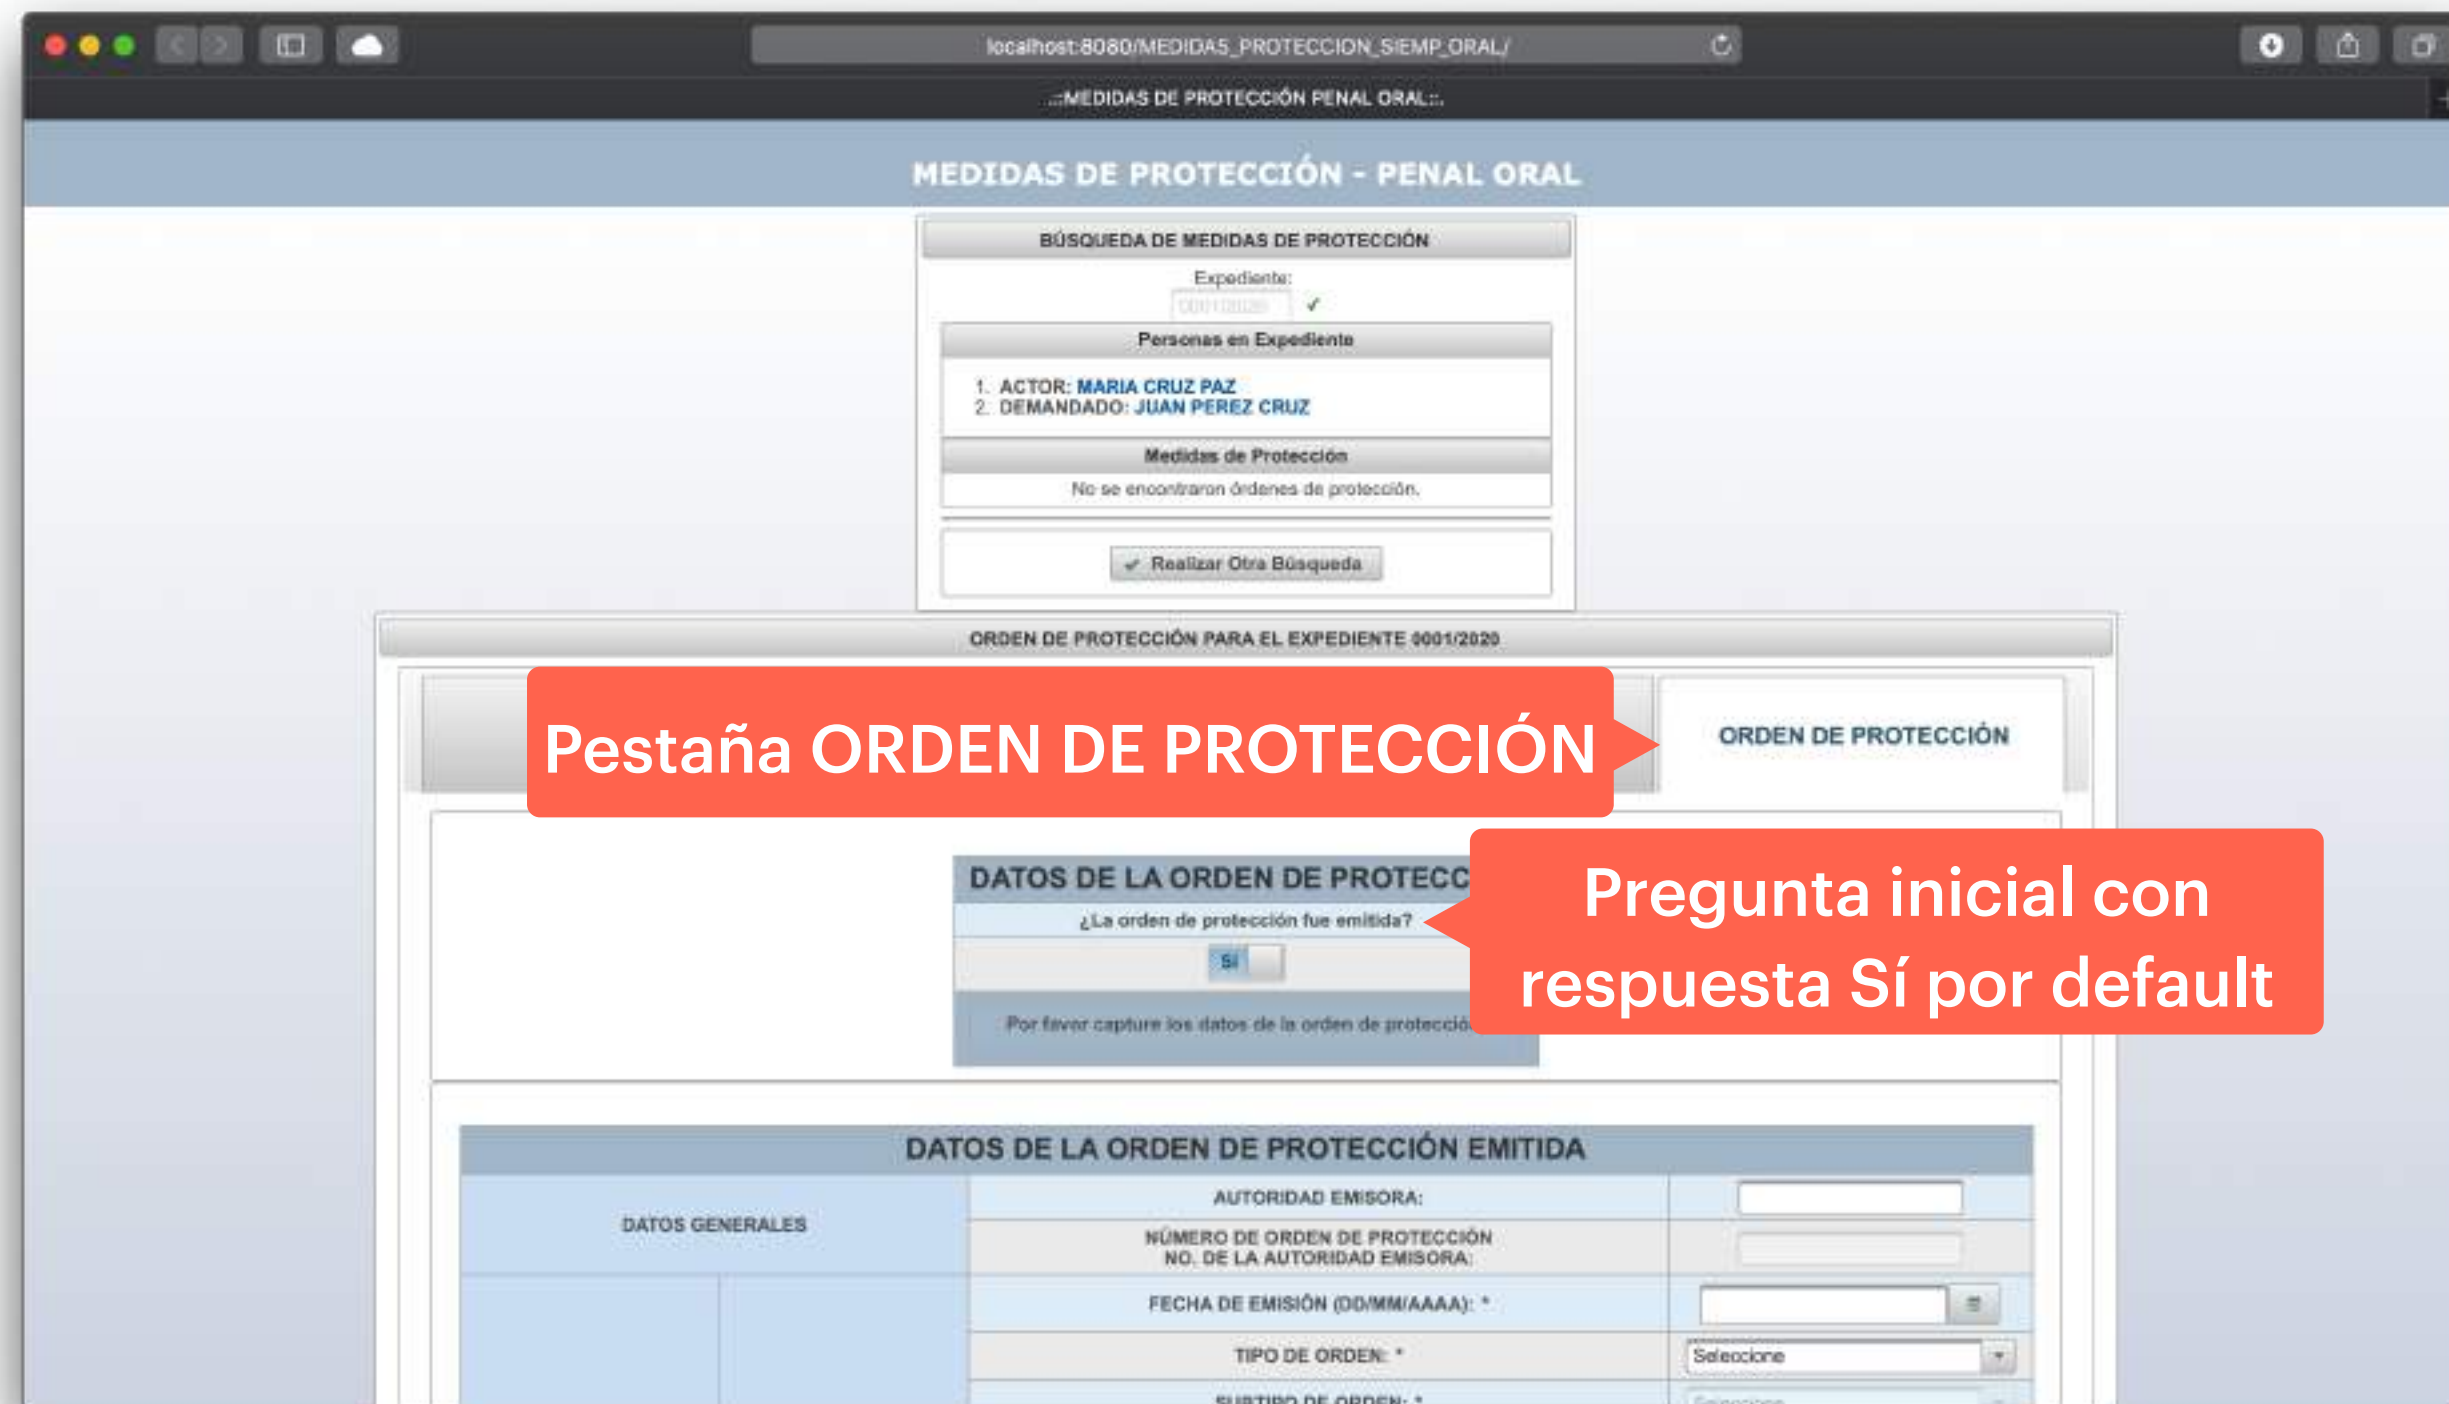 localhost:8080/MEDIDAS_PROTECCION_SIEMP_ORAL/
..::MEDIDAS DE PROTECCIÓN PENAL ORAL::.
MEDIDAS DE PROTECCIÓN - PENAL ORAL
BÚSQUEDA DE MEDIDAS DE PROTECCIÓN
Expediente:
0001/2020
Personas en Expediente
1. ACTOR: MARIA CRUZ PAZ
2. DEMANDADO: JUAN PEREZ CRUZ
Medidas de Protección
No se encontraron órdenes de protección.
Realizar Otra Búsqueda
ORDEN DE PROTECCIÓN PARA EL EXPEDIENTE 0001/2020
Pestaña ORDEN DE PROTECCIÓN
ORDEN DE PROTECCIÓN
DATOS DE LA ORDEN DE PROTECC
¿La orden de protección fue emitida?
Sí
Por favor capture los datos de la orden de protecció
Pregunta inicial con
respuesta Sí por default
DATOS DE LA ORDEN DE PROTECCIÓN EMITIDA
DATOS GENERALES
AUTORIDAD EMISORA:
NÚMERO DE ORDEN DE PROTECCIÓN
NO. DE LA AUTORIDAD EMISORA:
FECHA DE EMISIÓN (DD/MM/AAAA): *
TIPO DE ORDEN: *
Seleccione
SUBTIPO DE ORDEN: *
Seleccione